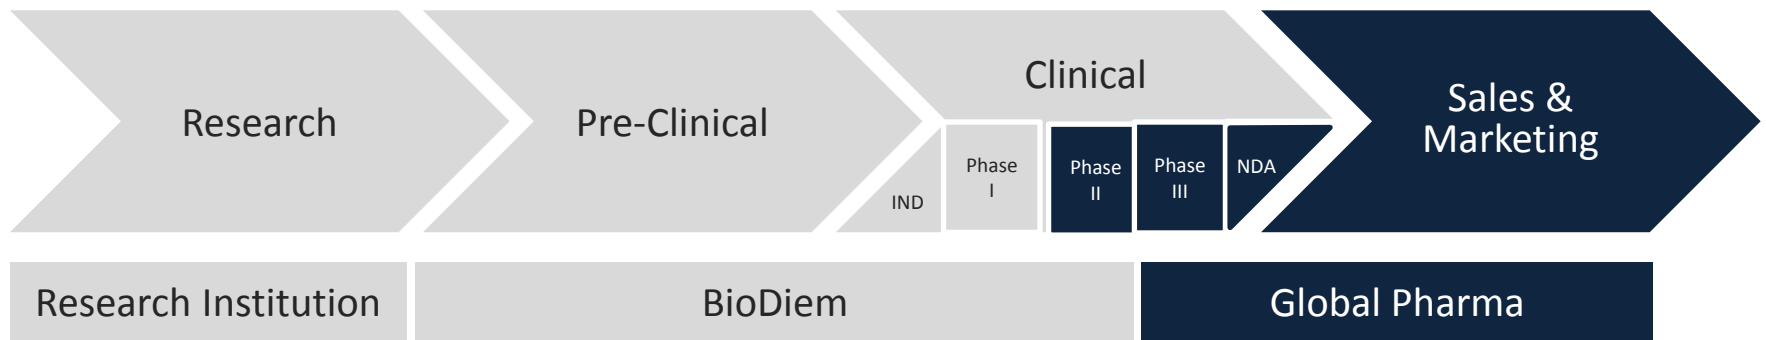 Research
Pre-Clinical
Clinical
IND
Phase
I
Phase
II
Phase
III
NDA
Sales &
Marketing
Research Institution
BioDiem
Global Pharma